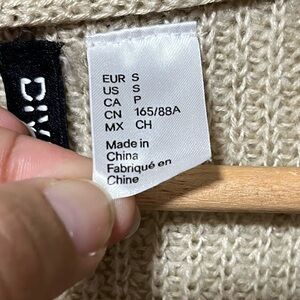 EUR S
US S
CA P
CN 165/88A
MX CH
Made in
China
Fabriqué en
Chine